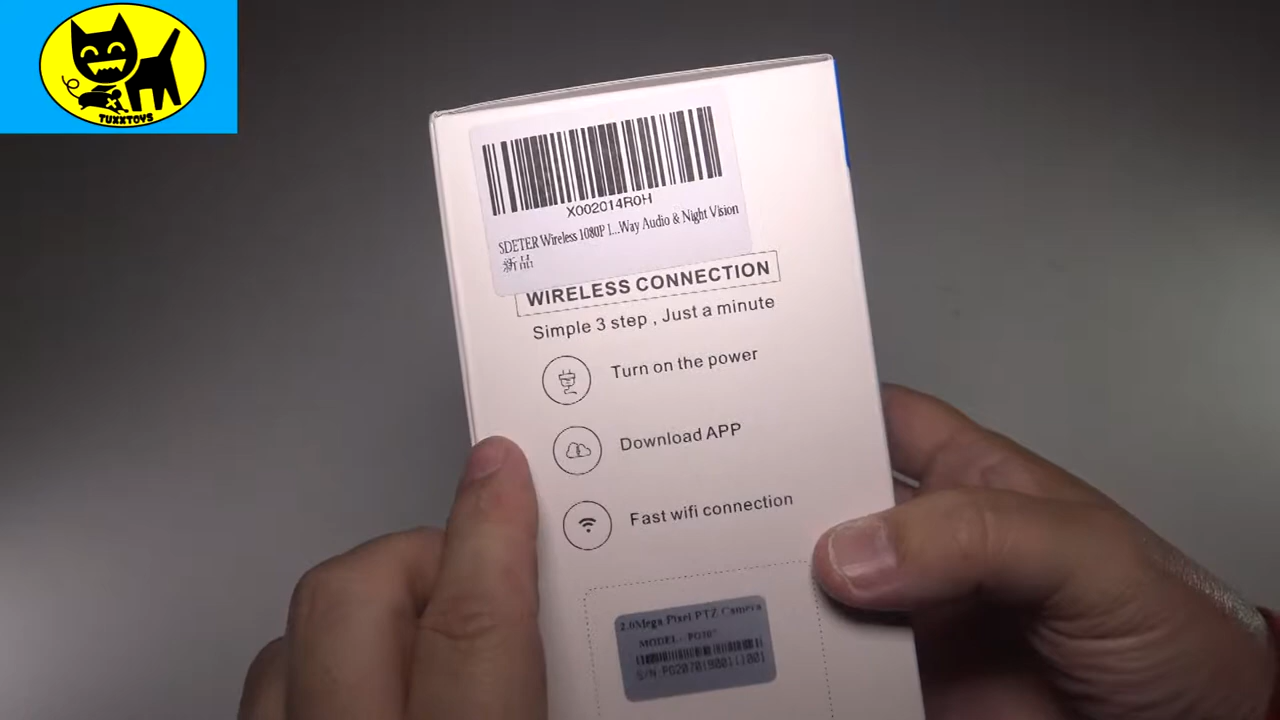 TUXXTOYS
X002014R0H
SDETER Wireless 1080P I...Way Audio & Night Vision
新品
WIRELESS CONNECTION
Simple 3 step , Just a minute
Turn on the power
Download APP
Fast wifi connection
2.0Mega Pixel PTZ Camera
MODEL: